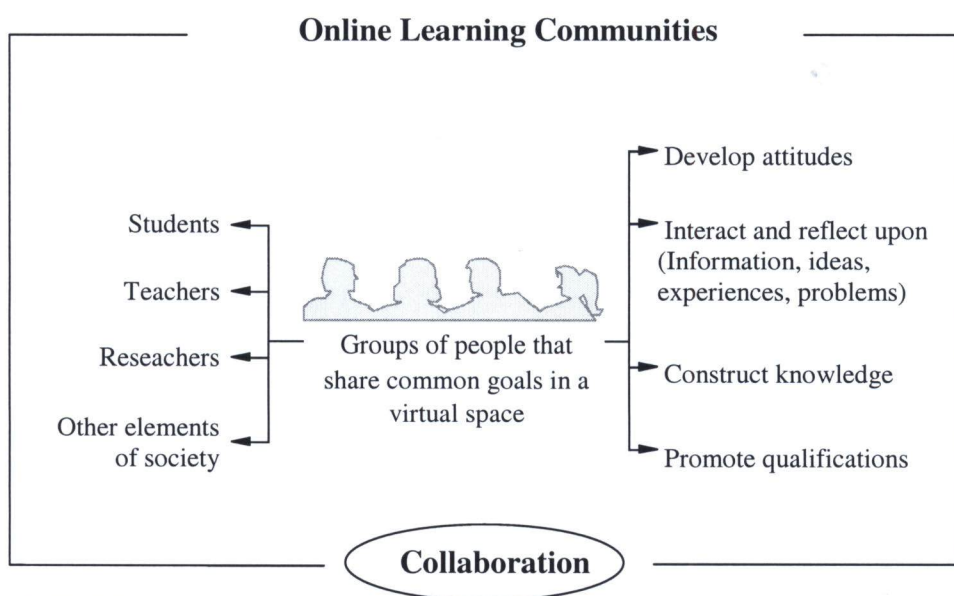 Online Learning Communities
Students
Teachers
Reseachers
Other elements
of society
Groups of people that
share common goals in a
virtual space
Develop attitudes
Interact and reflect upon
(Information, ideas,
experiences, problems)
Construct knowledge
Promote qualifications
Collaboration